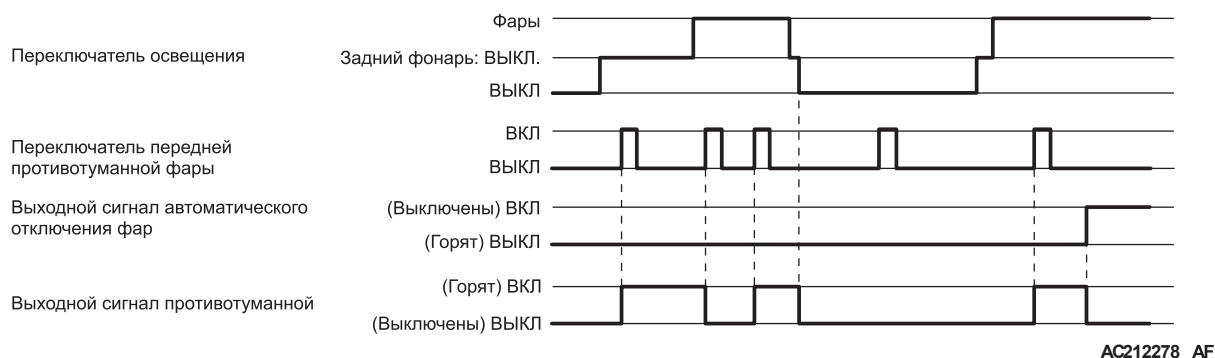 Фары
Переключатель освещения
Задний фонарь: ВЫКЛ.
ВЫКЛ
ВКЛ
Переключатель передней
противотуманной фары
ВЫКЛ
Выходной сигнал автоматического
отключения фар
(Выключены) ВКЛ
(Горят) ВЫКЛ
(Горят) ВКЛ
Выходной сигнал противотуманной
(Выключены) ВЫКЛ
AC212278 AF